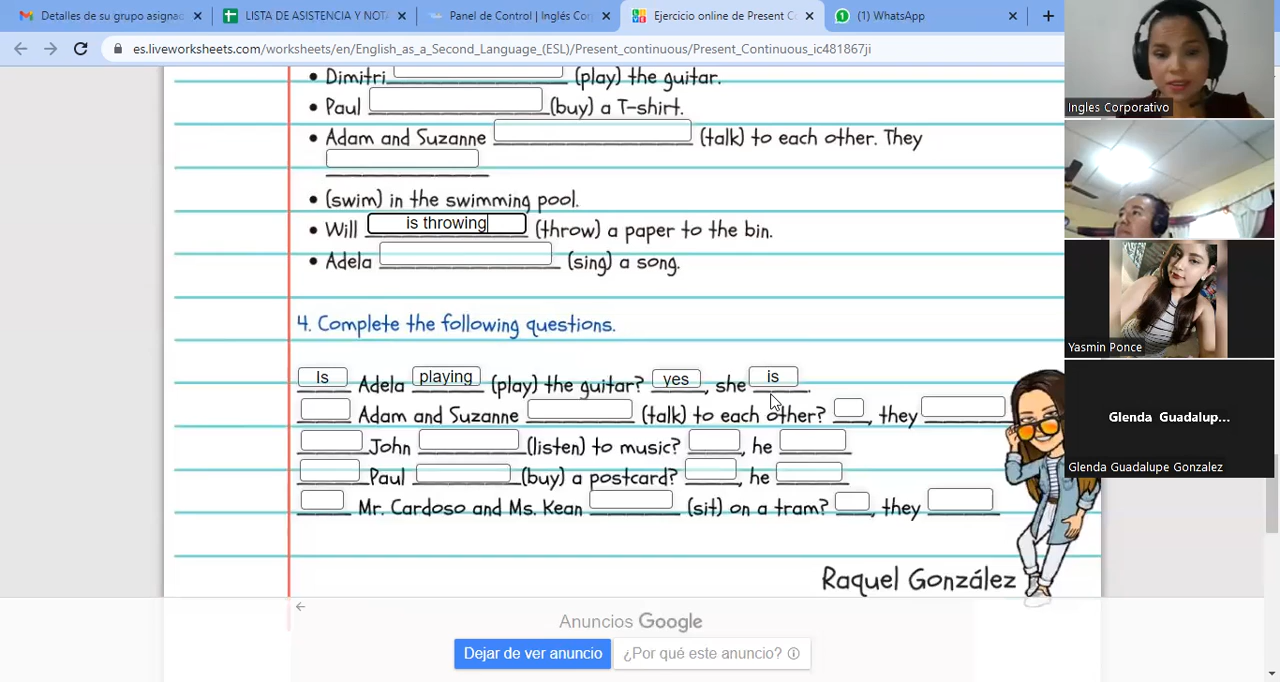 Detalles de su grupo asignac
LISTA DE ASISTENCIA Y NOTA
Panel de Control | Inglés Corp
Ejercicio online de Present Co
(1) WhatsApp
es.liveworksheets.com/worksheets/en/English_as_a_Second_Language_(ESL)/Present_continuous/Present_Continuous_ic481867ji
Ingles Corporativo
• Dimitri (play) the guitar.
• Paul (buy) a T-shirt.
• Adam and Suzanne (talk) to each other. They
• (swim) in the swimming pool.
• Will is throwing (throw) a paper to the bin.
• Adela (sing) a song.
4. Complete the following questions.
Is Adela playing (play) the guitar? yes, she is.
Adam and Suzanne (talk) to each other? , they
John (listen) to music? , he
Paul (buy) a postcard? , he
Mr. Cardoso and Ms. Kean (sit) on a tram? , they
Raquel González
Yasmin Ponce
Glenda Guadalup...
Glenda Guadalupe Gonzalez
Anuncios Google
Dejar de ver anuncio
¿Por qué este anuncio?